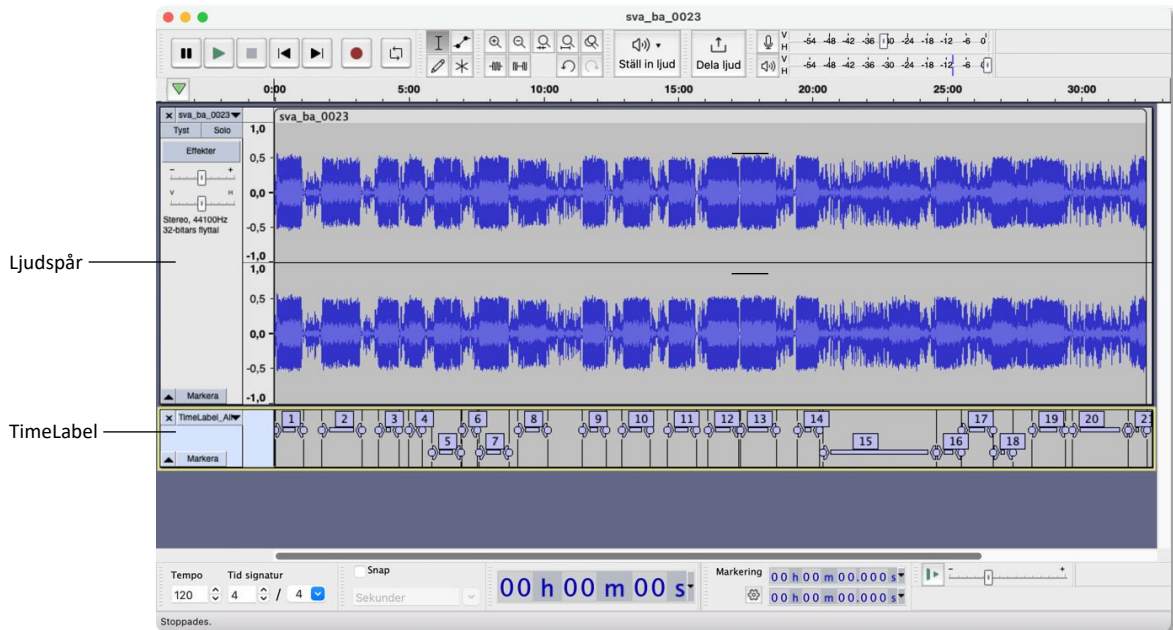 sva_ba_0023
Ställ in ljud
Dela ljud
V
H
-54 -48 -42 -36 -30 -24 -18 -12 -6 0
V
H
-54 -48 -42 -36 -30 -24 -18 -12 -6 0
0:00 5:00 10:00 15:00 20:00 25:00 30:00
sva_ba_0023
sva_ba_0023
Tyst Solo
Effekter
- +
V H
Stereo, 44100Hz
32-bitars flyttal
Markera
1,0
0,5
0,0
-0,5
-1,0
1,0
0,5
0,0
-0,5
-1,0
Ljudspår
TimeLabel
TimeLabel_All
Markera
1 2 3 4 6 8 9 10 11 12 13 14 17 19 20 21
5 7 15 16 18
Tempo
120
Tid signatur
4 / 4
Snap
Sekunder
00 h 00 m 00 s
Markering
00 h 00 m 00.000 s
00 h 00 m 00.000 s
- +
Stoppades.